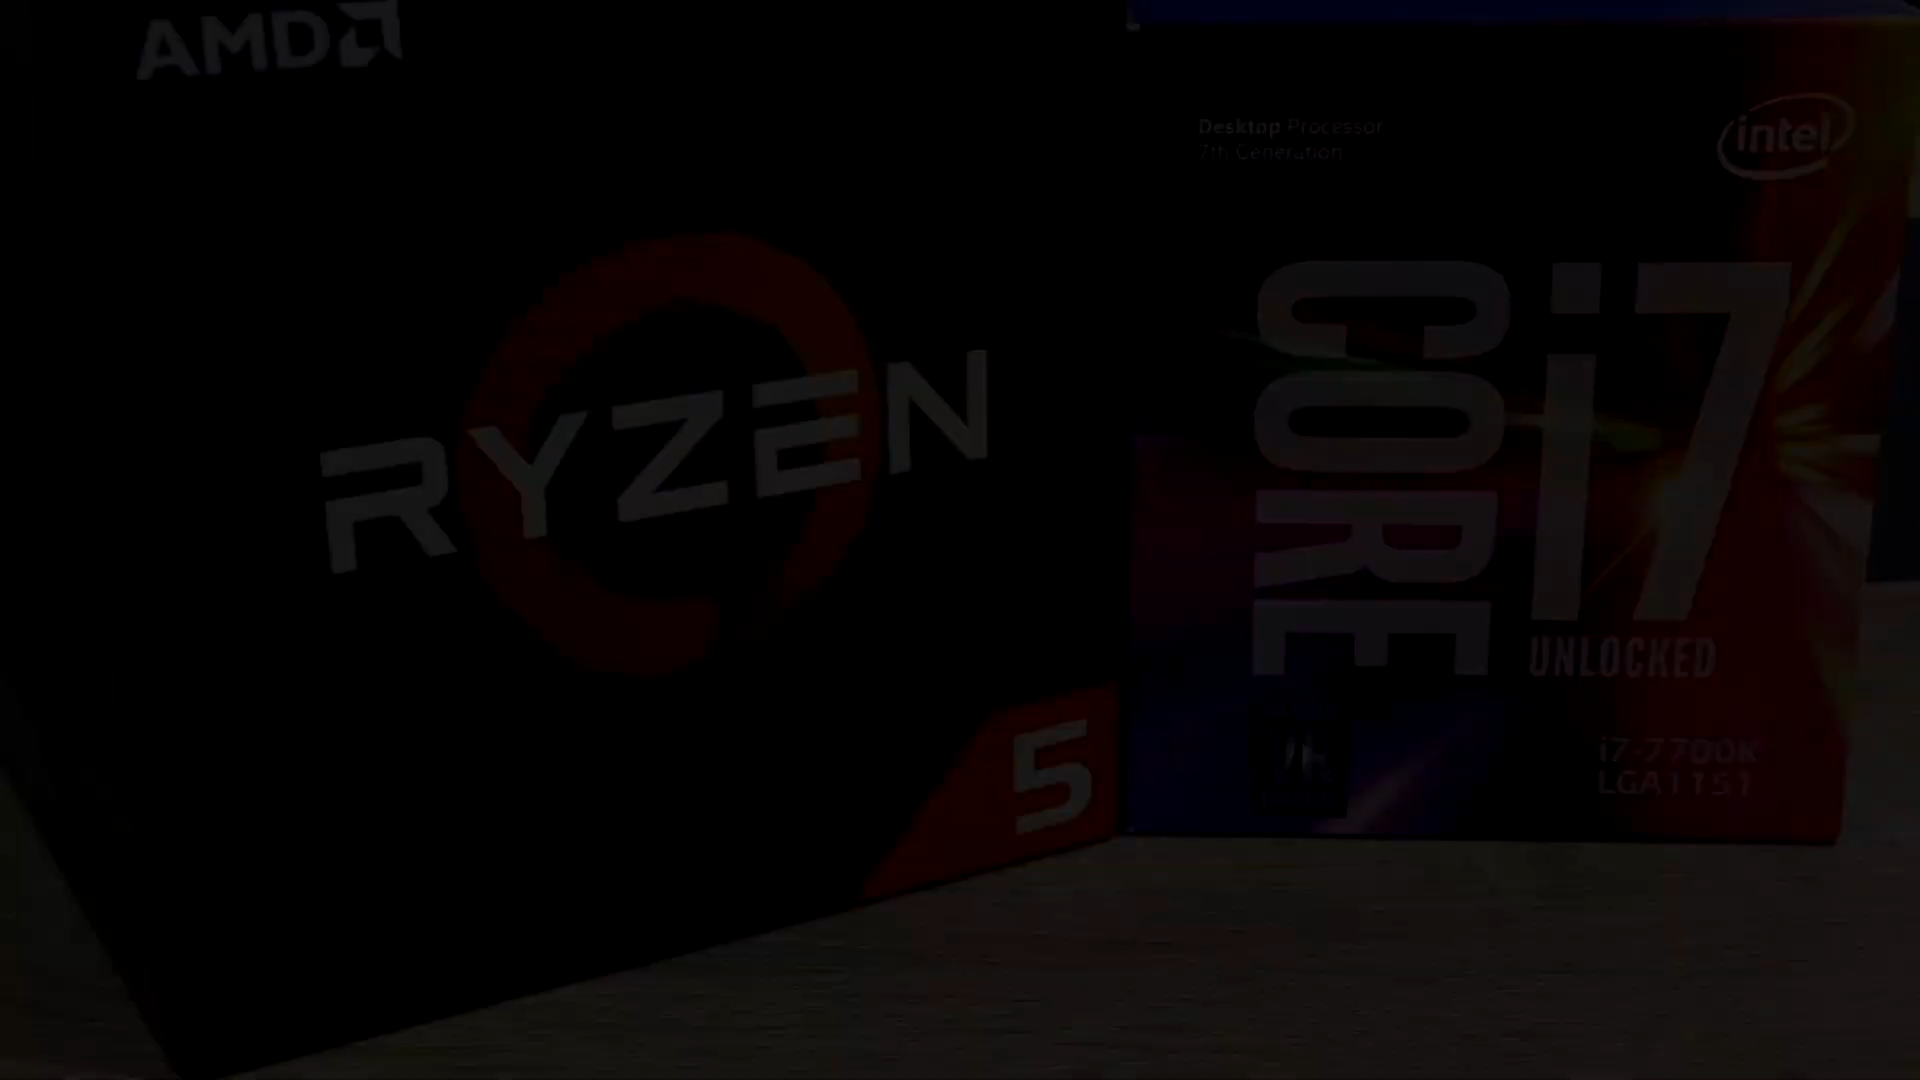 AMD
RYZEN
5
Desktop Processor
7th Generation
intel
CORE i7
UNLOCKED
i7-7700K
LGA1151